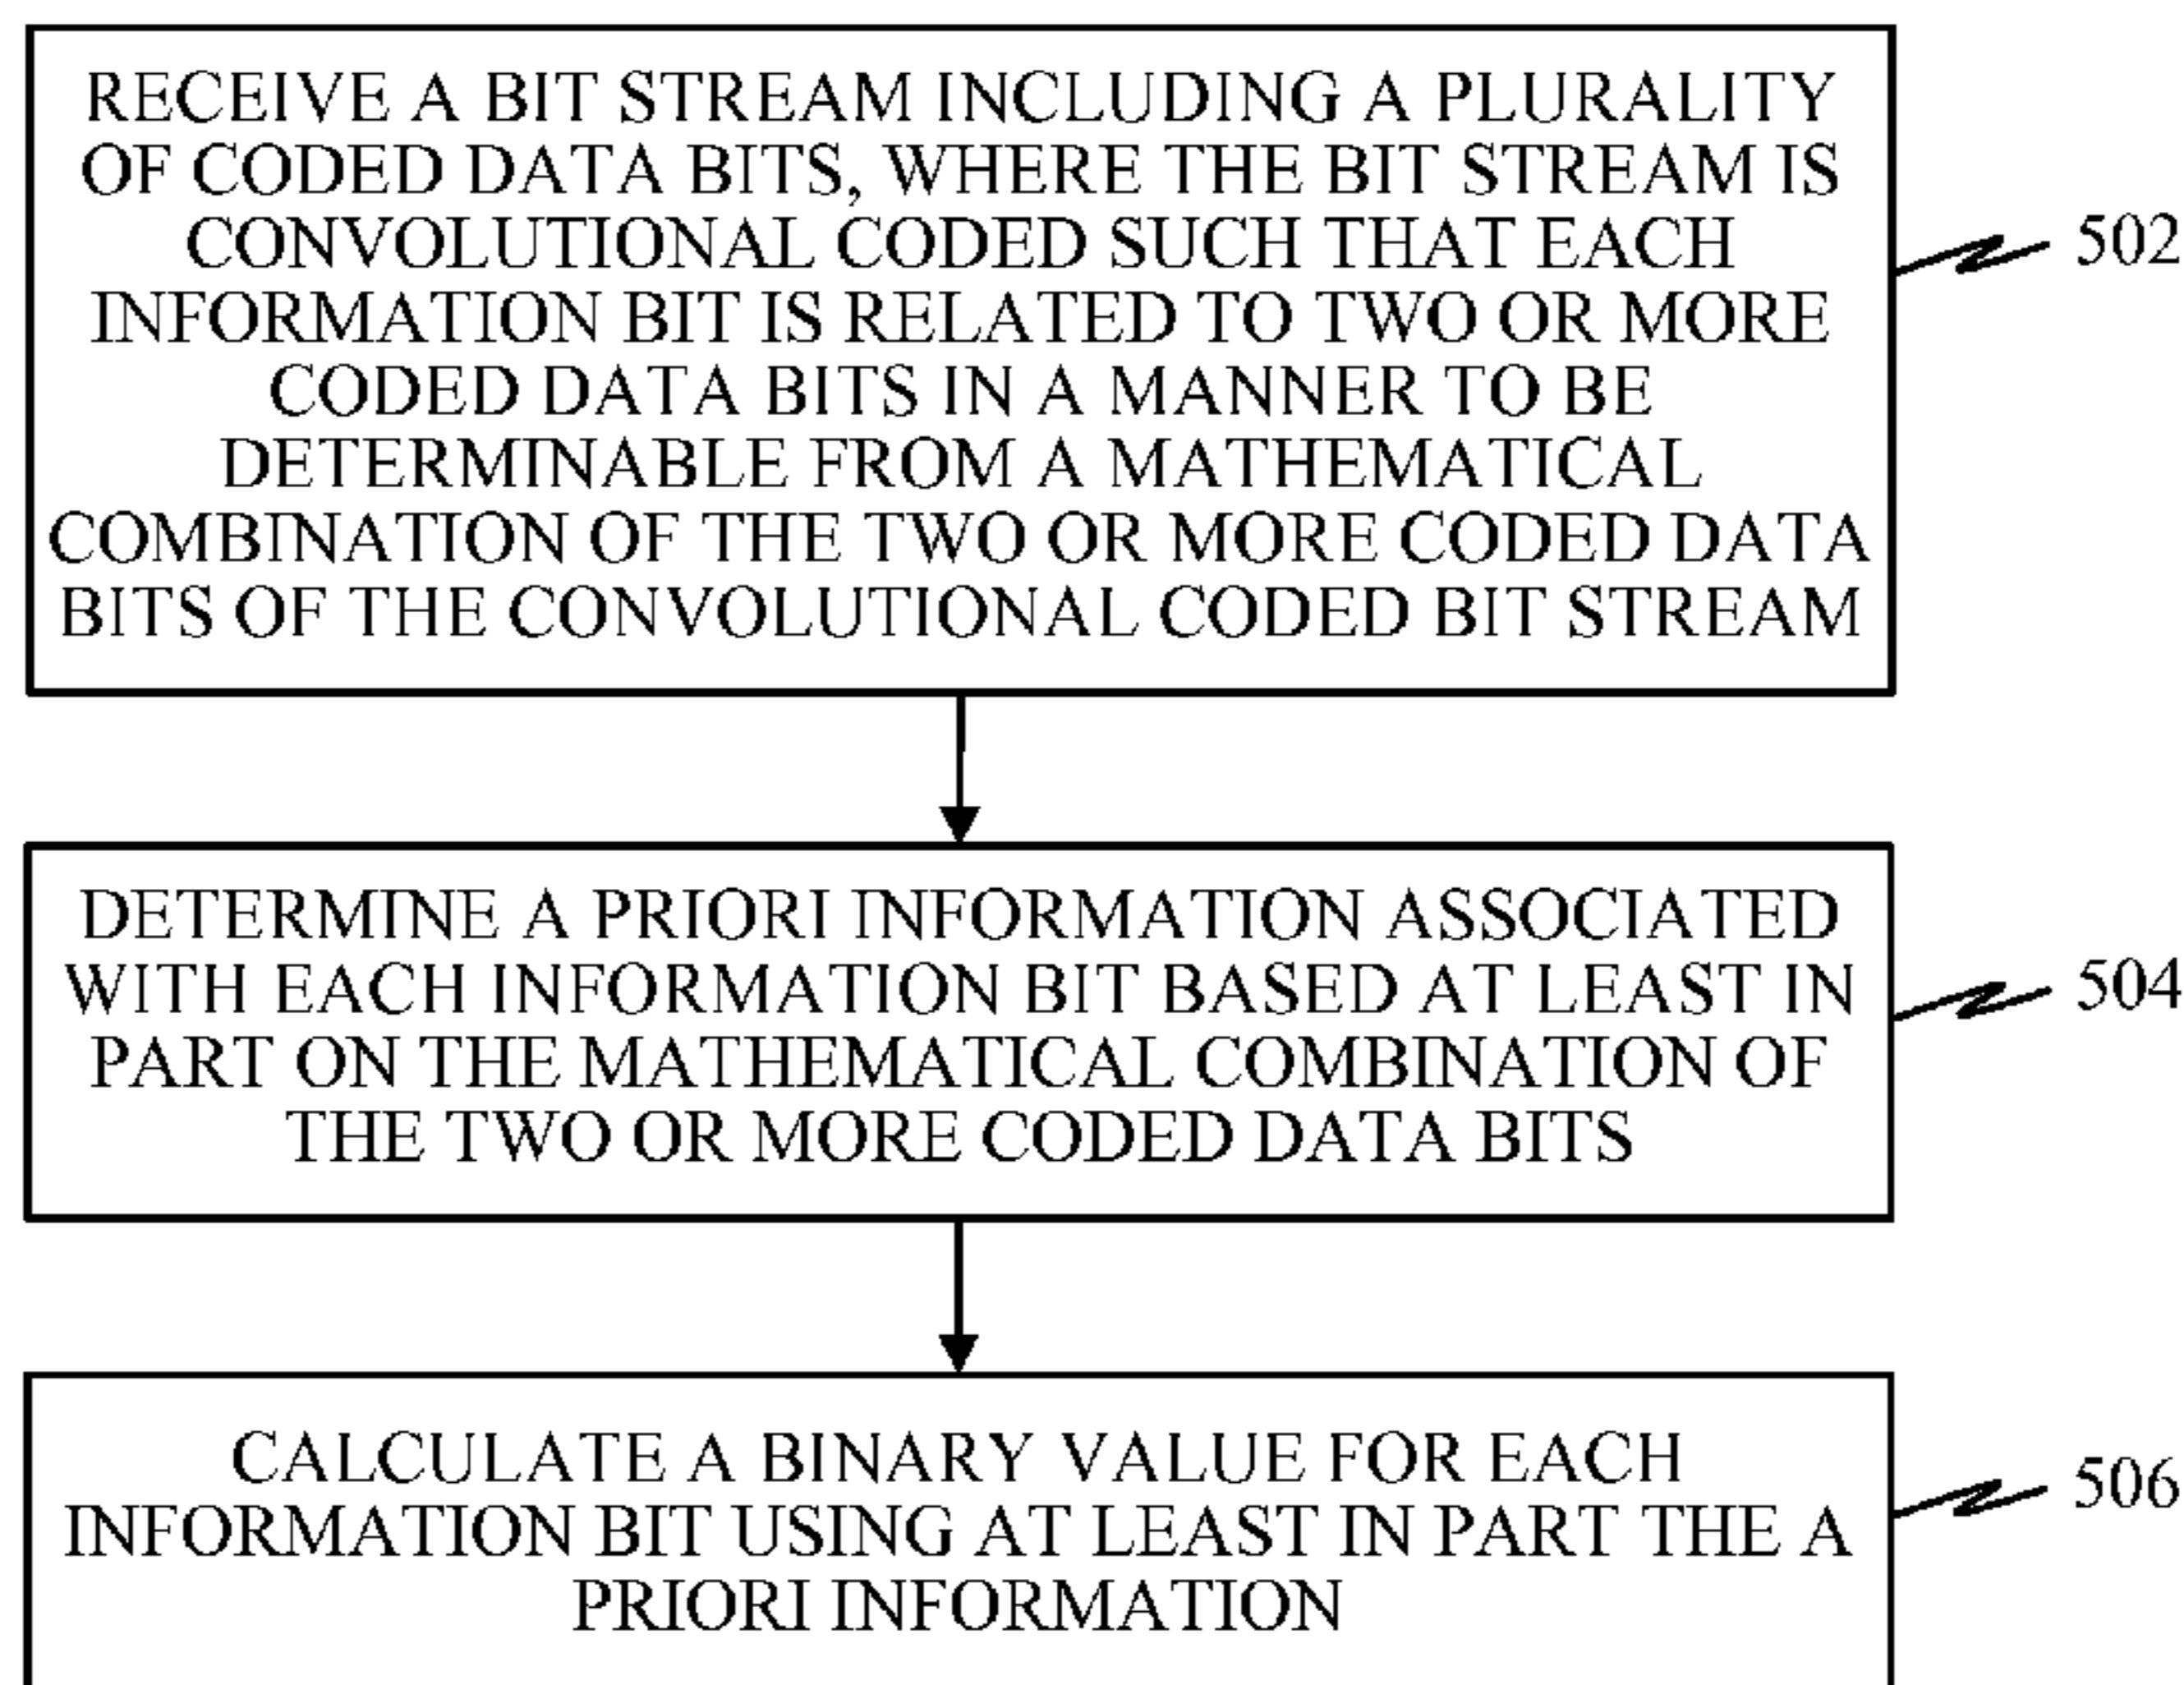 RECEIVE A BIT STREAM INCLUDING A PLURALITY
OF CODED DATA BITS, WHERE THE BIT STREAM IS
CONVOLUTIONAL CODED SUCH THAT EACH
INFORMATION BIT IS RELATED TO TWO OR MORE
CODED DATA BITS IN A MANNER TO BE
DETERMINABLE FROM A MATHEMATICAL
COMBINATION OF THE TWO OR MORE CODED DATA
BITS OF THE CONVOLUTIONAL CODED BIT STREAM
502
DETERMINE A PRIORI INFORMATION ASSOCIATED
WITH EACH INFORMATION BIT BASED AT LEAST IN
PART ON THE MATHEMATICAL COMBINATION OF
THE TWO OR MORE CODED DATA BITS
504
CALCULATE A BINARY VALUE FOR EACH
INFORMATION BIT USING AT LEAST IN PART THE A
PRIORI INFORMATION
506